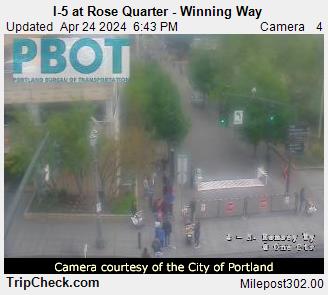 I-5 at Rose Quarter - Winning Way
Updated Apr 24 2024 6:43 PM Camera 4
PBOT
PORTLAND BUREAU OF TRANSPORTATION
Camera courtesy of the City of Portland
TripCheck.com Milepost302.00